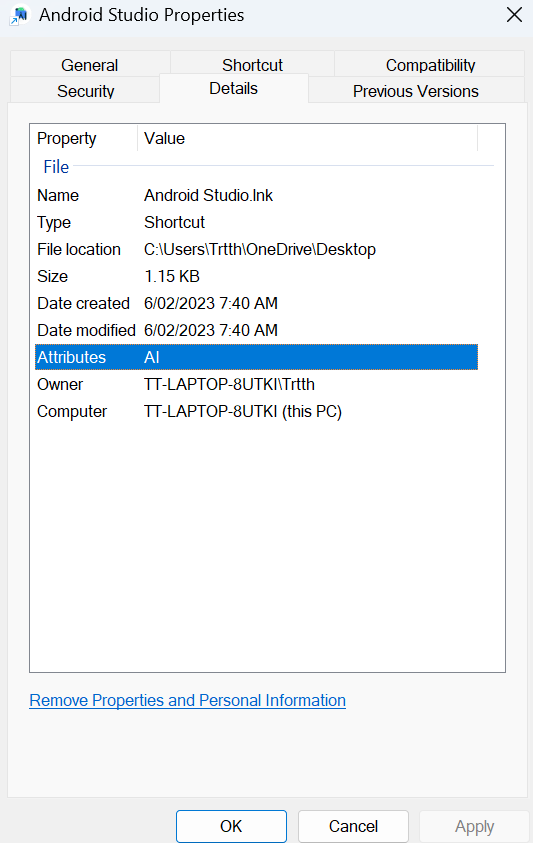 Android Studio Properties
General Shortcut Compatibility
Security Details Previous Versions
Property Value
File
Name Android Studio.lnk
Type Shortcut
File location C:\Users\Trtth\OneDrive\Desktop
Size 1.15 KB
Date created 6/02/2023 7:40 AM
Date modified 6/02/2023 7:40 AM
Attributes AI
Owner TT-LAPTOP-8UTKI\Trtth
Computer TT-LAPTOP-8UTKI (this PC)
Remove Properties and Personal Information
OK Cancel Apply